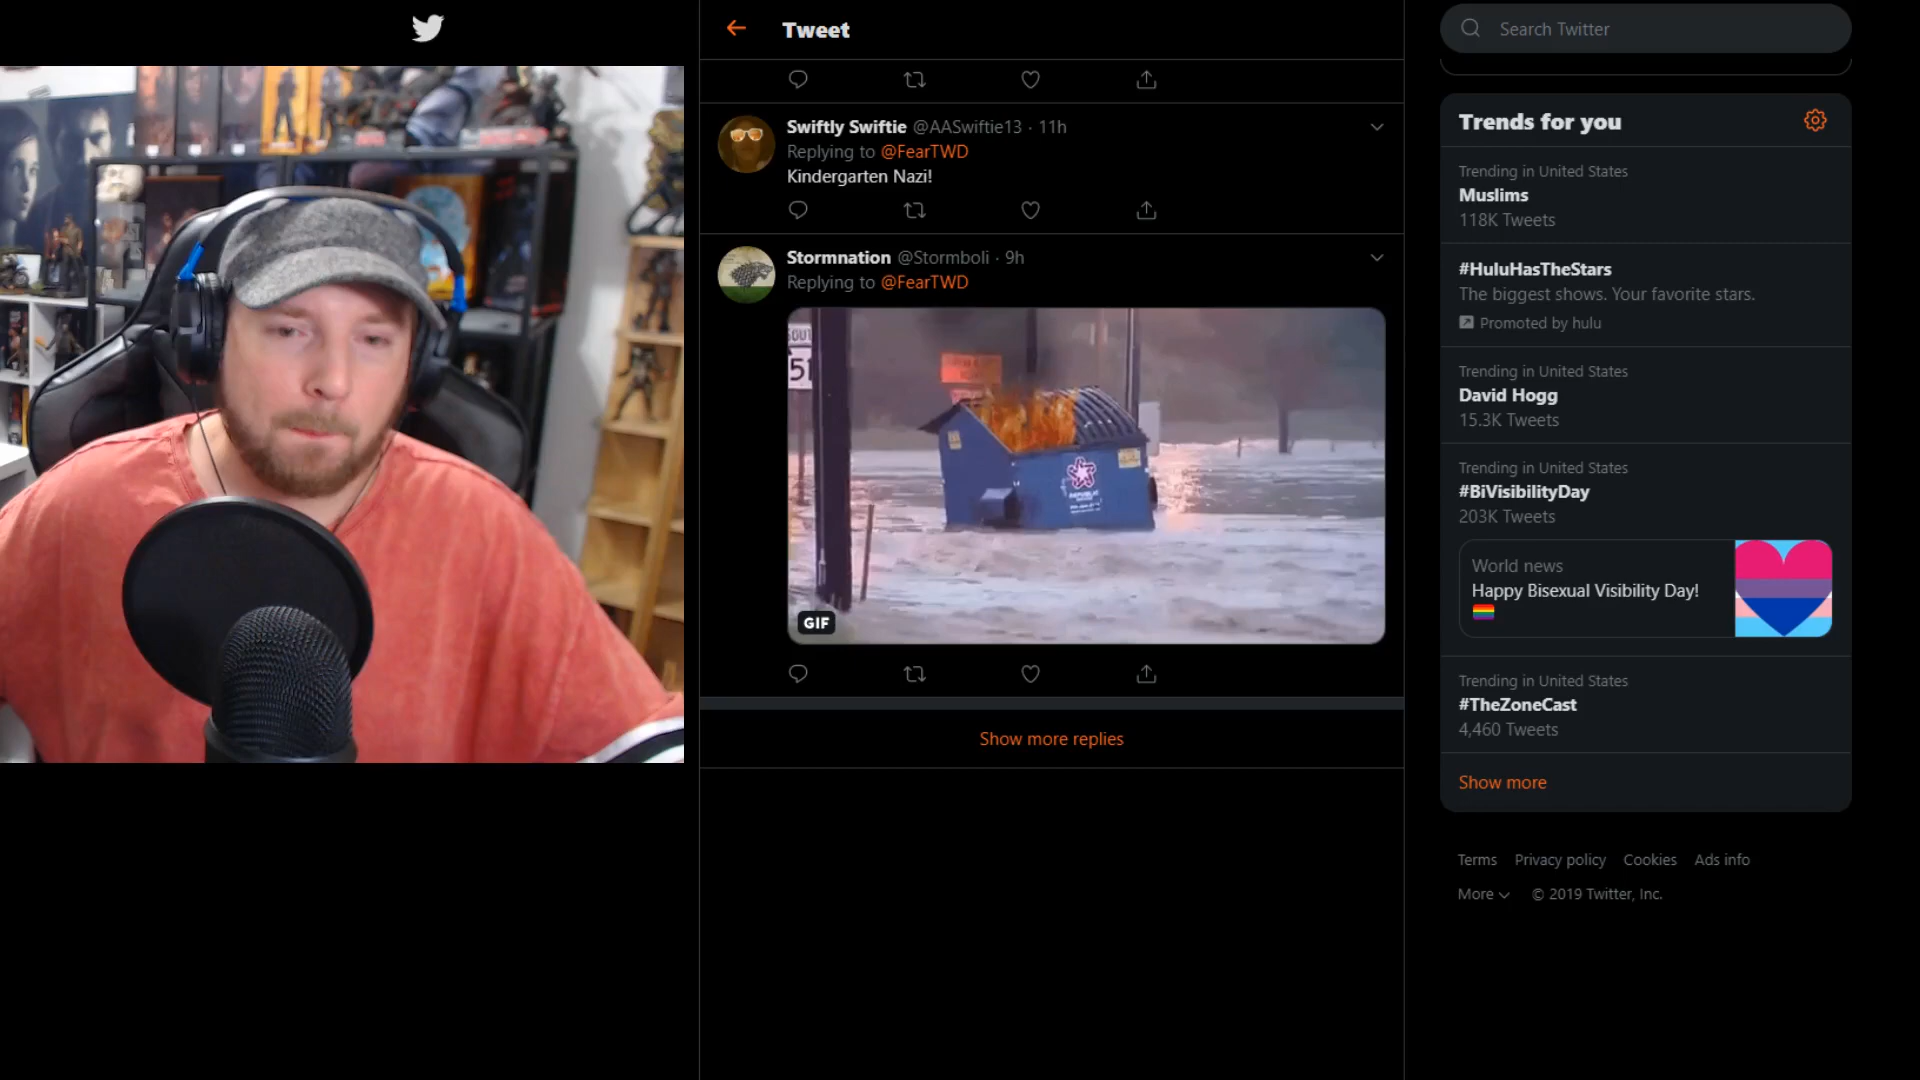 Tweet
Swiftly Swiftie @AASwiftie13 · 11h
Replying to @FearTWD
Kindergarten Nazi!
Stormnation @Stormboli · 9h
Replying to @FearTWD
51
GIF
Show more replies
Search Twitter
Trends for you
Trending in United States
Muslims
118K Tweets
#HuluHasTheStars
The biggest shows. Your favorite stars.
Promoted by hulu
Trending in United States
David Hogg
15.3K Tweets
Trending in United States
#BiVisibilityDay
203K Tweets
World news
Happy Bisexual Visibility Day!
Trending in United States
#TheZoneCast
4,460 Tweets
Show more
Terms Privacy policy Cookies Ads info
More © 2019 Twitter, Inc.